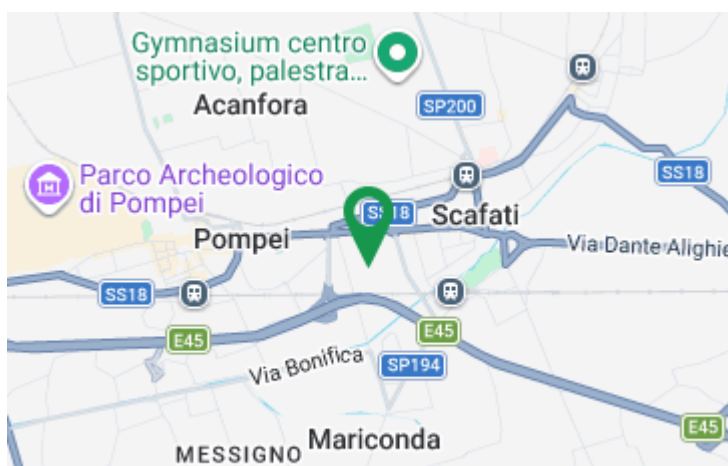 Gymnasium centro
sportivo, palestra...
Acanfora
SP200
SS18
Parco Archeologico
di Pompei
SS18
Scafati
Pompei
Via Dante Alighie
SS18
E45
E45
Via Bonifica
SP194
E45
Mariconda
MESSIGNO